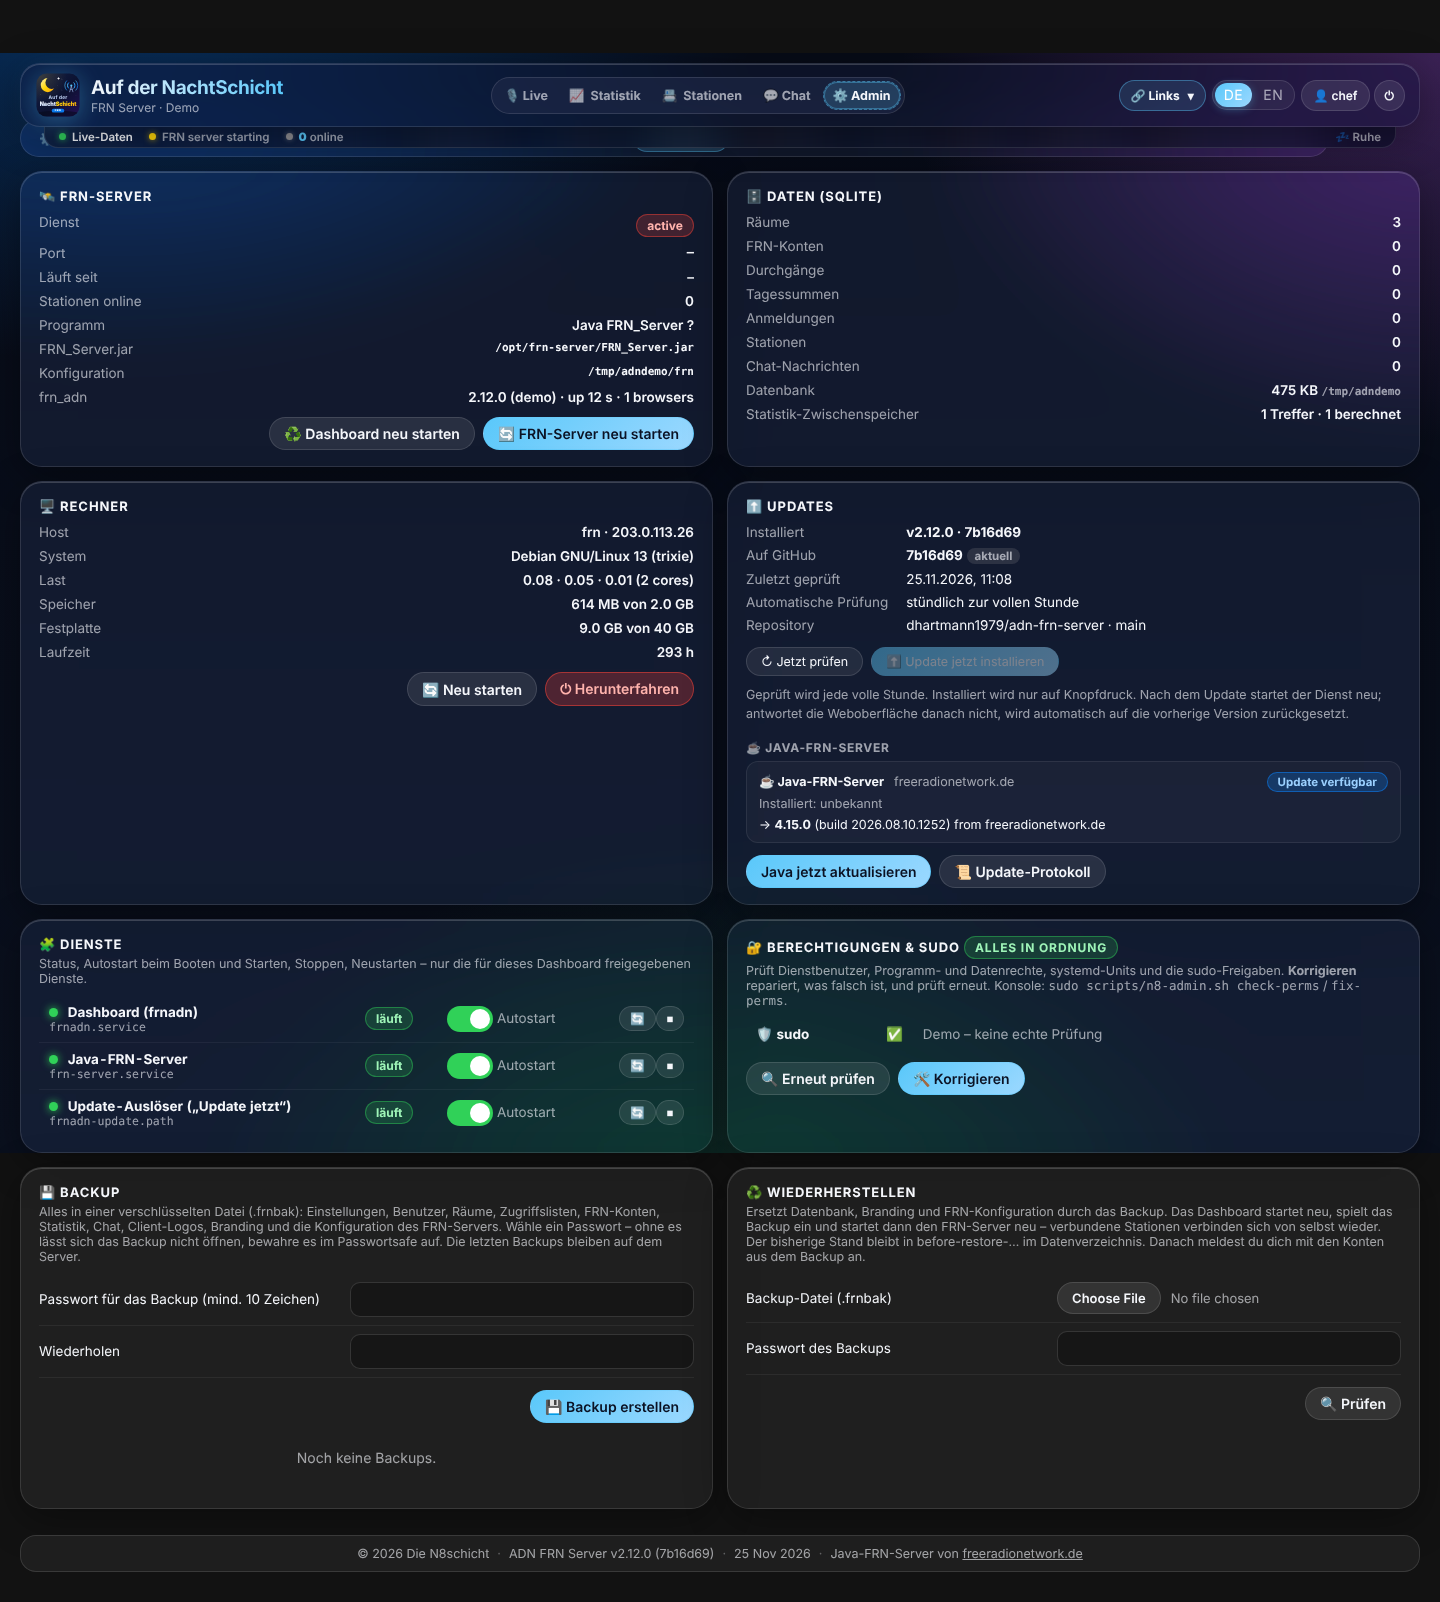 Auf der NachtSchicht
FRN Server · Demo
🎙️ Live
📈 Statistik
📇 Stationen
💬 Chat
⚙️ Admin
🔗 Links ▾
DE EN
👤 chef
⏻
Live-Daten FRN server starting 0 online
💤 Ruhe
🛰️ FRN-SERVER
Dienst active
Port –
Läuft seit –
Stationen online 0
Programm Java FRN_Server ?
FRN_Server.jar /opt/frn-server/FRN_Server.jar
Konfiguration /tmp/adndemo/frn
frn_adn 2.12.0 (demo) · up 12 s · 1 browsers
♻️ Dashboard neu starten 🔄 FRN-Server neu starten
🗄️ DATEN (SQLITE)
Räume 3
FRN-Konten 0
Durchgänge 0
Tagessummen 0
Anmeldungen 0
Stationen 0
Chat-Nachrichten 0
Datenbank 475 KB /tmp/adndemo
Statistik-Zwischenspeicher 1 Treffer · 1 berechnet
🖥️ RECHNER
Host frn · 203.0.113.26
System Debian GNU/Linux 13 (trixie)
Last 0.08 · 0.05 · 0.01 (2 cores)
Speicher 614 MB von 2.0 GB
Festplatte 9.0 GB von 40 GB
Laufzeit 293 h
🔄 Neu starten ⏻ Herunterfahren
⬆️ UPDATES
Installiert v2.12.0 · 7b16d69
Auf GitHub 7b16d69 aktuell
Zuletzt geprüft 25.11.2026, 11:08
Automatische Prüfung stündlich zur vollen Stunde
Repository dhartmann1979/adn-frn-server · main
↻ Jetzt prüfen ⬆️ Update jetzt installieren
Geprüft wird jede volle Stunde. Installiert wird nur auf Knopfdruck. Nach dem Update startet der Dienst neu;
antwortet die Weboberfläche danach nicht, wird automatisch auf die vorherige Version zurückgesetzt.
☕ JAVA-FRN-SERVER
☕ Java-FRN-Server freeradionetwork.de Update verfügbar
Installiert: unbekannt
→ 4.15.0 (build 2026.08.10.1252) from freeradionetwork.de
Java jetzt aktualisieren 📜 Update-Protokoll
🧩 DIENSTE
Status, Autostart beim Booten und Starten, Stoppen, Neustarten – nur die für dieses Dashboard freigegebenen
Dienste.
Dashboard (frnadn)
frnadn.service
läuft Autostart
Java-FRN-Server
frn-server.service
läuft Autostart
Update-Auslöser („Update jetzt“)
frnadn-update.path
läuft Autostart
🔐 BERECHTIGUNGEN & SUDO ALLES IN ORDNUNG
Prüft Dienstbenutzer, Programm- und Datenrechte, systemd-Units und die sudo-Freigaben. Korrigieren
repariert, was falsch ist, und prüft erneut. Konsole: sudo scripts/n8-admin.sh check-perms / fix-
perms.
🛡️ sudo ✅ Demo – keine echte Prüfung
🔍 Erneut prüfen 🛠️ Korrigieren
💾 BACKUP
Alles in einer verschlüsselten Datei (.frnbak): Einstellungen, Benutzer, Räume, Zugriffslisten, FRN-Konten,
Statistik, Chat, Client-Logos, Branding und die Konfiguration des FRN-Servers. Wähle ein Passwort – ohne es
lässt sich das Backup nicht öffnen, bewahre es im Passwortsafe auf. Die letzten Backups bleiben auf dem
Server.
Passwort für das Backup (mind. 10 Zeichen)
Wiederholen
💾 Backup erstellen
Noch keine Backups.
♻️ WIEDERHERSTELLEN
Ersetzt Datenbank, Branding und FRN-Konfiguration durch das Backup. Das Dashboard startet neu, spielt das
Backup ein und startet dann den FRN-Server neu – verbundene Stationen verbinden sich von selbst wieder.
Der bisherige Stand bleibt in before-restore-… im Datenverzeichnis. Danach meldest du dich mit den Konten
aus dem Backup an.
Backup-Datei (.frnbak) Choose File No file chosen
Passwort des Backups
🔍 Prüfen
© 2026 Die N8schicht · ADN FRN Server v2.12.0 (7b16d69) · 25 Nov 2026 · Java-FRN-Server von freeradionetwork.de